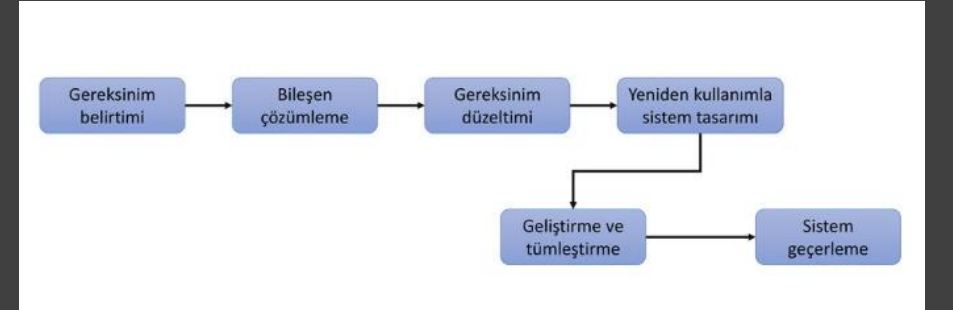 Gereksinim
belirtimi
Bileşen
çözümleme
Gereksinim
düzeltimi
Yeniden kullanımla
sistem tasarımı
Geliştirme ve
tümleştirme
Sistem
geçerleme